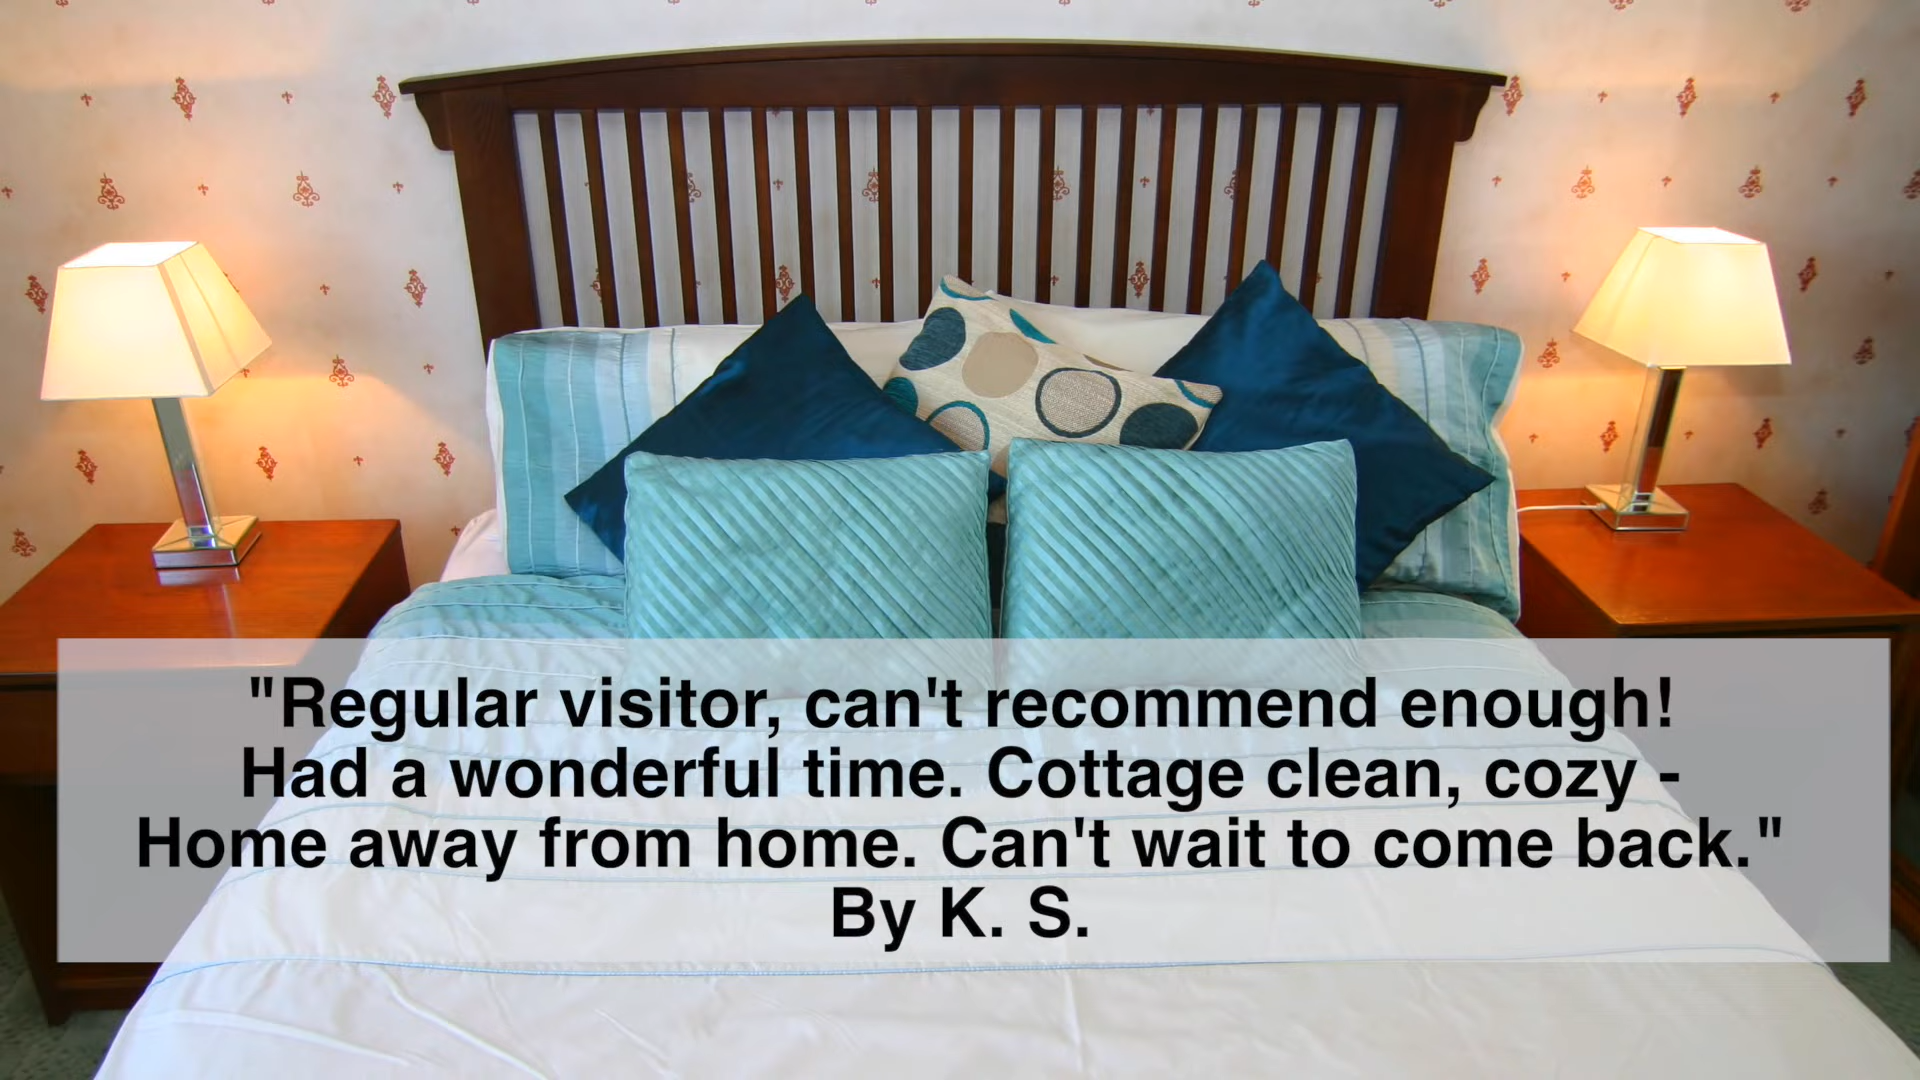 "Regular visitor, can't recommend enough!
Had a wonderful time. Cottage clean, cozy -
Home away from home. Can't wait to come back."
By K. S.